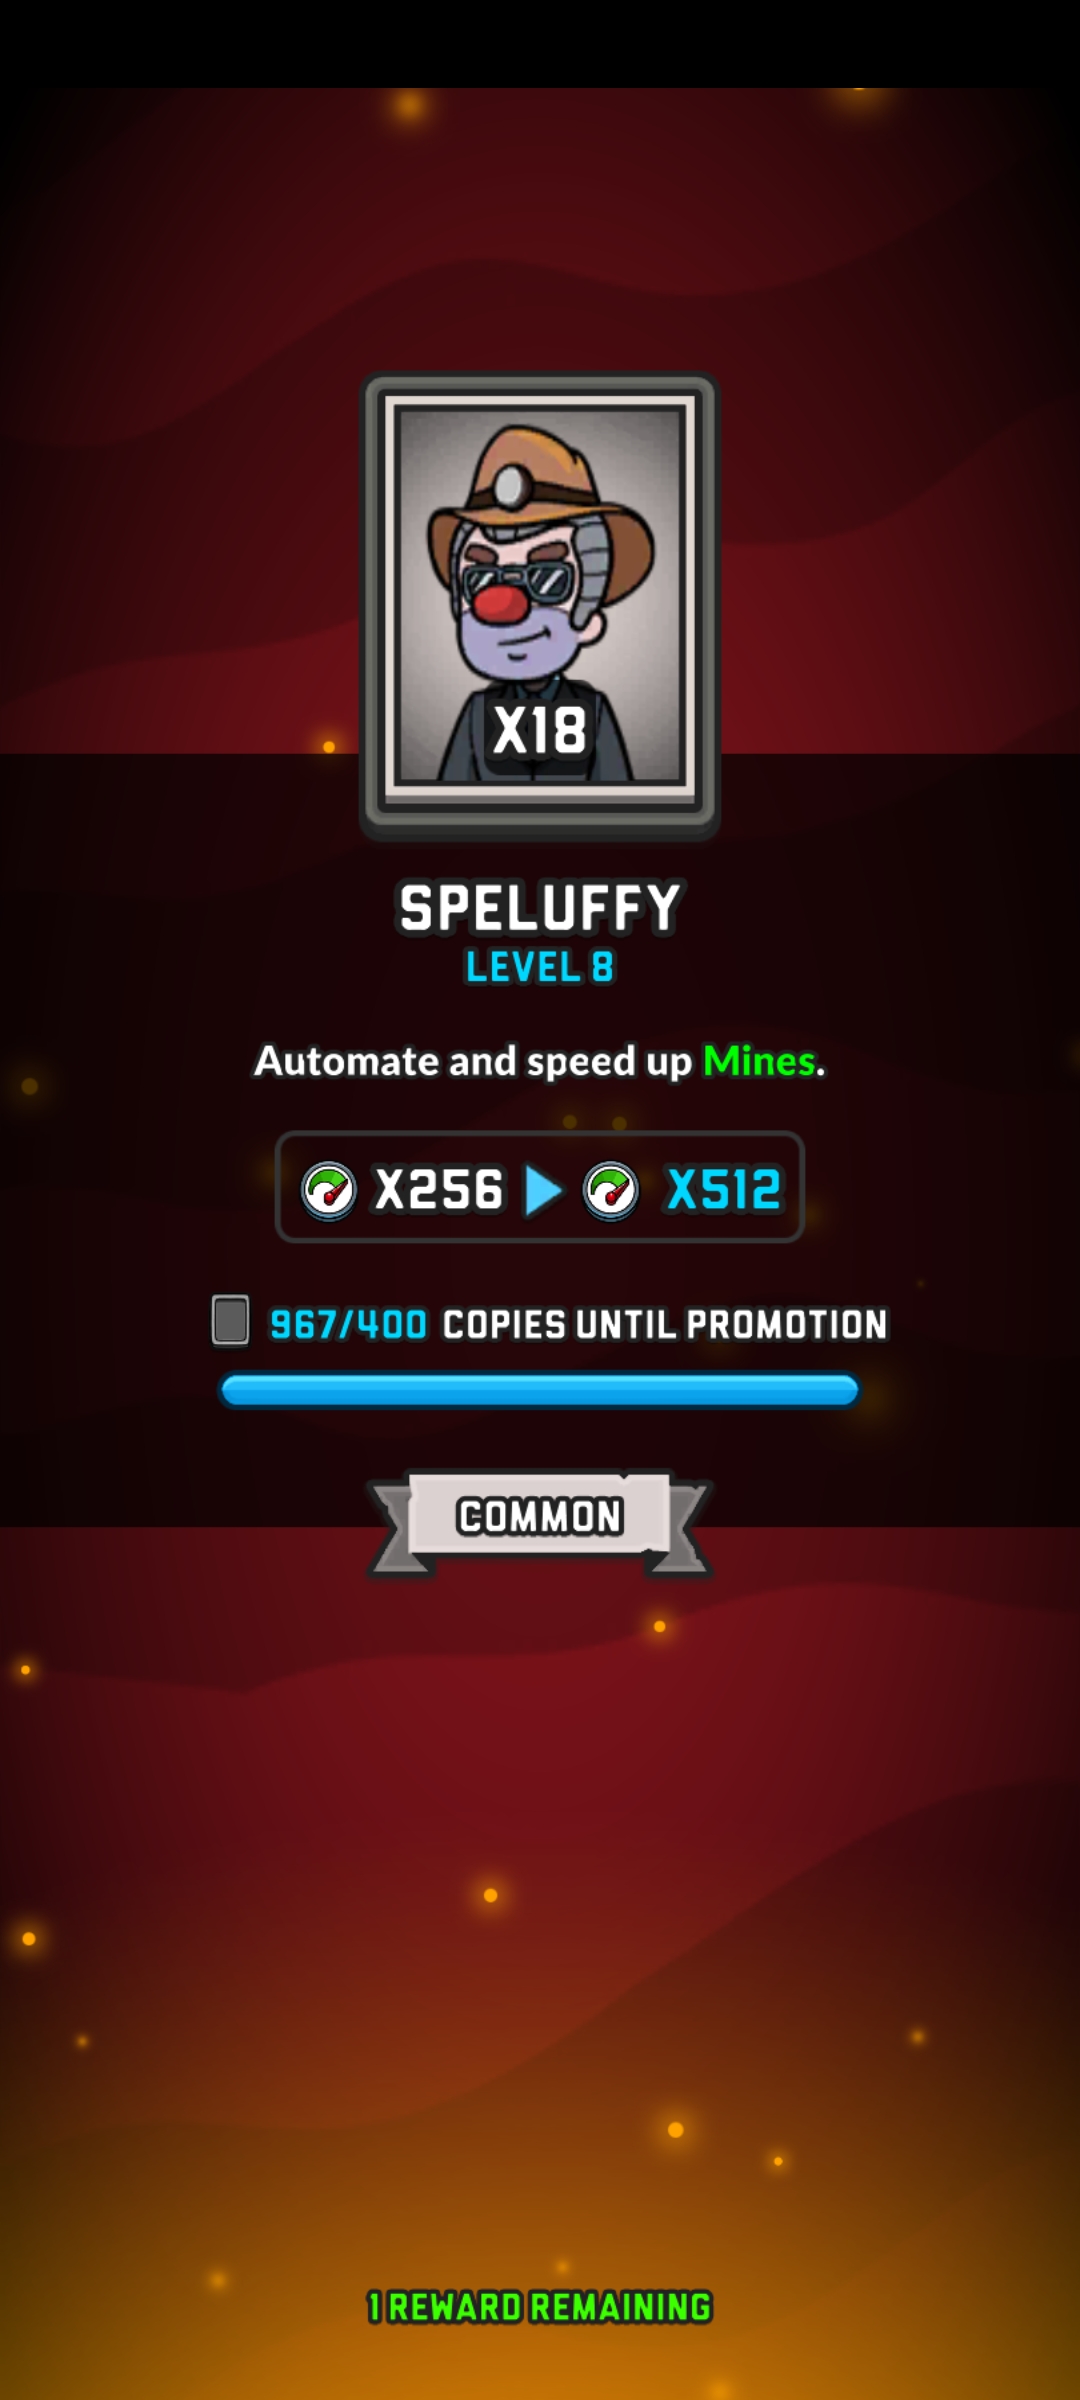 X18
SPELUFFY
LEVEL 8
Automate and speed up Mines.
X256 X512
967/400 COPIES UNTIL PROMOTION
COMMON
1 REWARD REMAINING